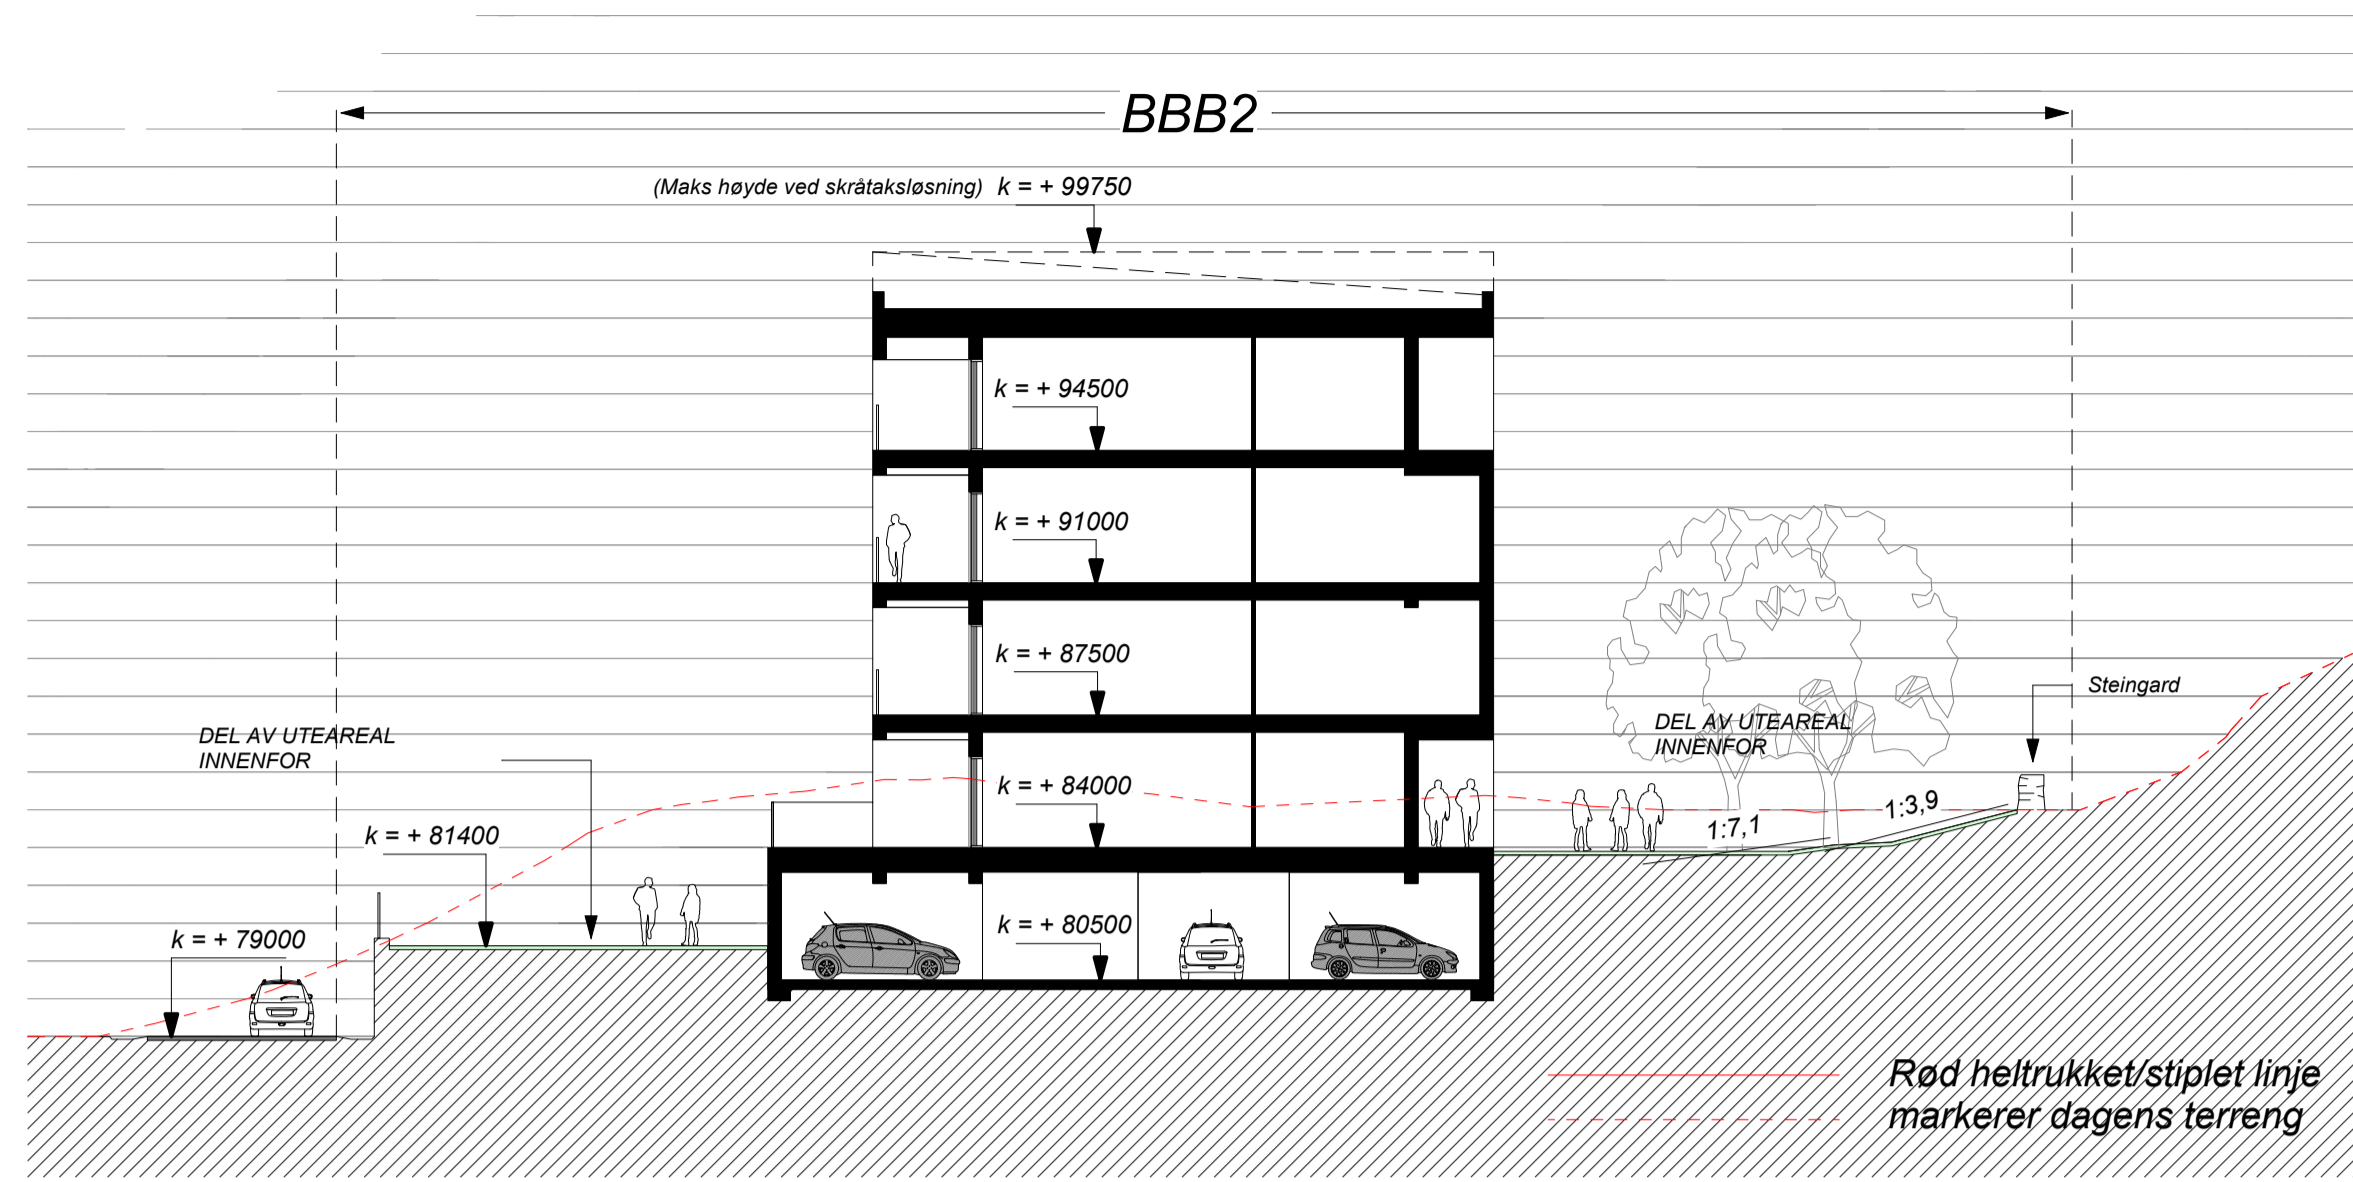 BBB2
(Maks høyde ved skråtaksløsning) k = + 99750
k = + 94500
k = + 91000
k = + 87500
Steingard
DEL AV UTEAREAL
INNENFOR
DEL AV UTEAREAL
INNENFOR
k = + 84000
1:3,9
1:7,1
k = + 81400
k = + 80500
k = + 79000
Rød heltrukket/stiplet linje
markerer dagens terreng